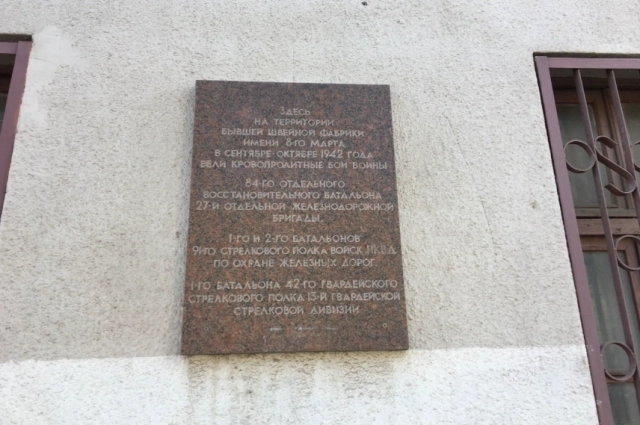 ЗДЕСЬ
НА ТЕРРИТОРИИ
БЫВШЕЙ ШВЕЙНОЙ ФАБРИКИ
ИМЕНИ 8-ГО МАРТА
В СЕНТЯБРЕ-ОКТЯБРЕ 1942 ГОДА
ВЕЛИ КРОВОПРОЛИТНЫЕ БОИ ВОИНЫ
84-ГО ОТДЕЛЬНОГО
ВОССТАНОВИТЕЛЬНОГО БАТАЛЬОНА
27-Й ОТДЕЛЬНОЙ ЖЕЛЕЗНОДОРОЖНОЙ
БРИГАДЫ
1-ГО И 2-ГО БАТАЛЬОНОВ
91-ГО СТРЕЛКОВОГО ПОЛКА ВОЙСК НКВД
ПО ОХРАНЕ ЖЕЛЕЗНЫХ ДОРОГ
1-ГО БАТАЛЬОНА 42-ГО ГВАРДЕЙСКОГО
СТРЕЛКОВОГО ПОЛКА 13-Й ГВАРДЕЙСКОЙ
СТРЕЛКОВОЙ ДИВИЗИИ